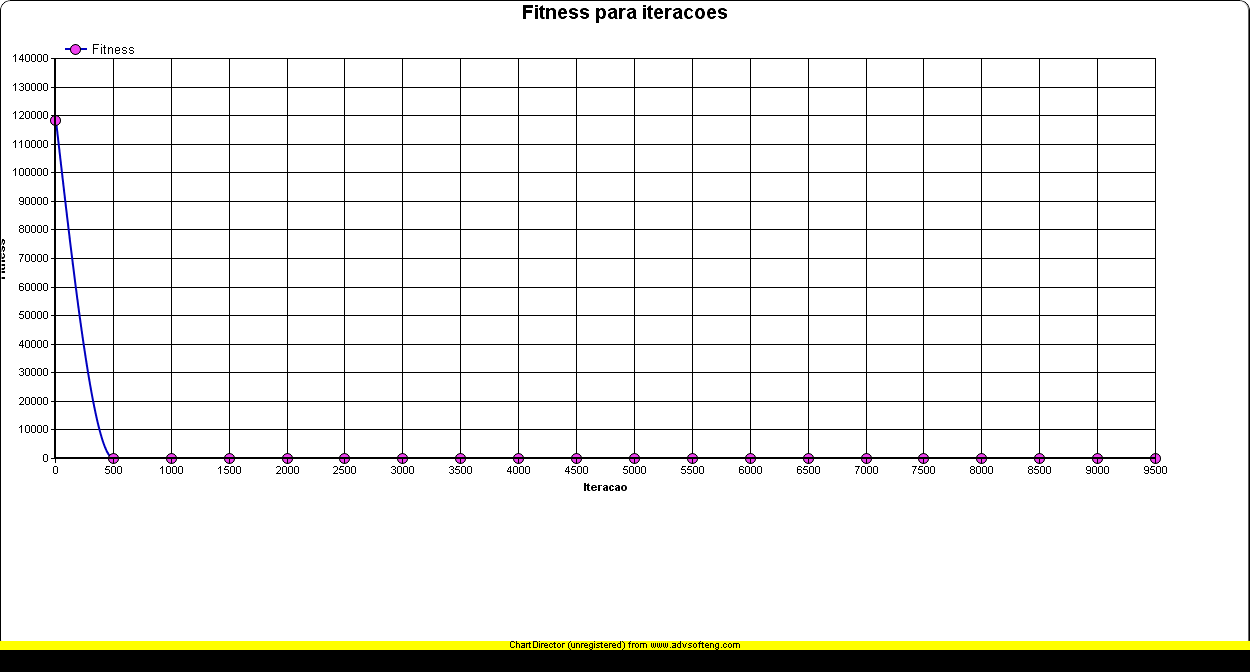 Fitness para iteracoes
Fitness
140000
130000
120000
110000
100000
90000
80000
70000
60000
50000
40000
30000
20000
10000
0
Fitness
0 500 1000 1500 2000 2500 3000 3500 4000 4500 5000 5500 6000 6500 7000 7500 8000 8500 9000 9500
Iteracao
ChartDirector (unregistered) from www.advsofteng.com